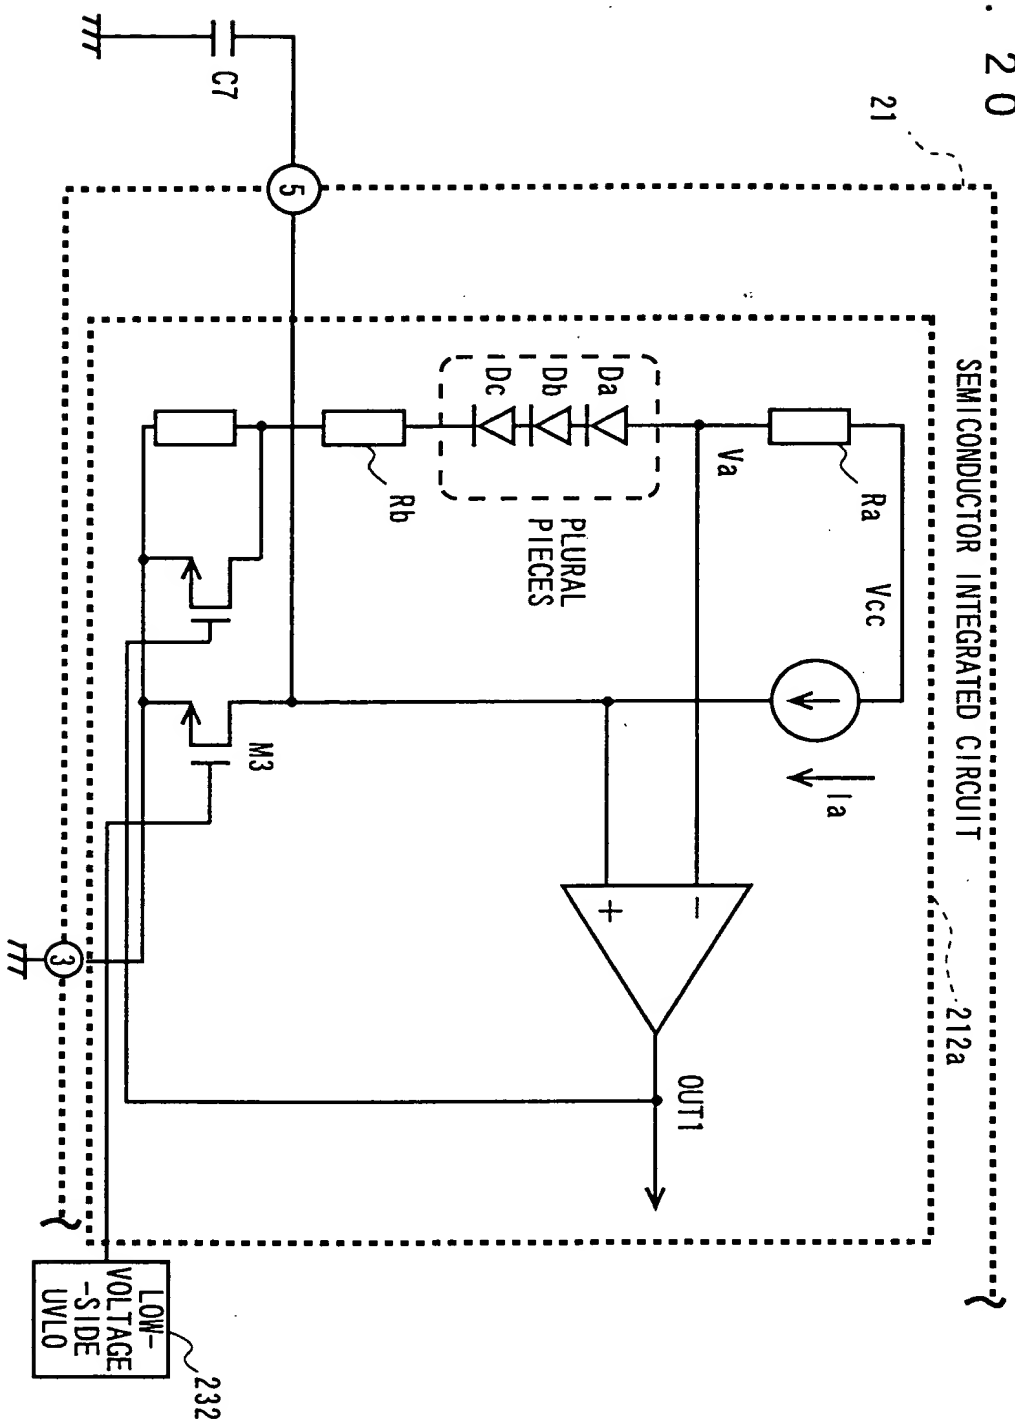 . 20
21
SEMICONDUCTOR INTEGRATED CIRCUIT
212a
Vcc
Ra
Ia
Va
-
+
OUT1
Da
Db
Dc
PLURAL
PIECES
Rb
C7
5
M3
3
LOW-
VOLTAGE
-SIDE
UVLO
232